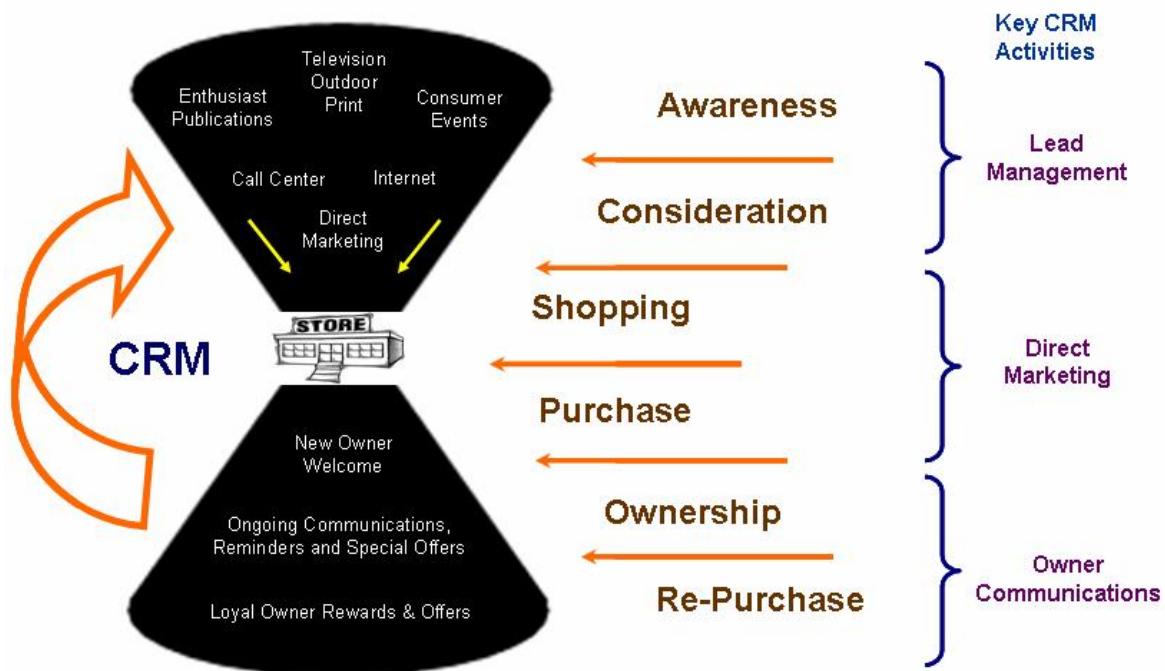 Key CRM
Activities
Television
Outdoor
Print
Enthusiast
Publications
Consumer
Events
Call Center
Internet
Direct
Marketing
STORE
CRM
New Owner
Welcome
Ongoing Communications,
Reminders and Special Offers
Loyal Owner Rewards & Offers
Awareness
Consideration
Shopping
Purchase
Ownership
Re-Purchase
Lead
Management
Direct
Marketing
Owner
Communications